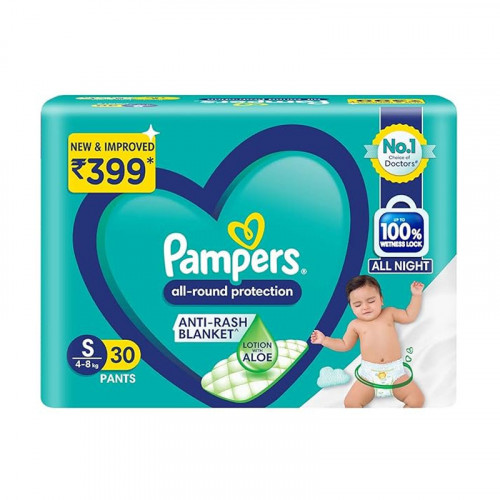 NEW & IMPROVED
₹399*
No.1
Choice of
Doctors*
UP TO
100%
WETNESS LOCK
ALL NIGHT
Pampers®
all-round protection
ANTI-RASH
BLANKET^
LOTION
WITH
ALOE
S
4-8 kg
30
PANTS